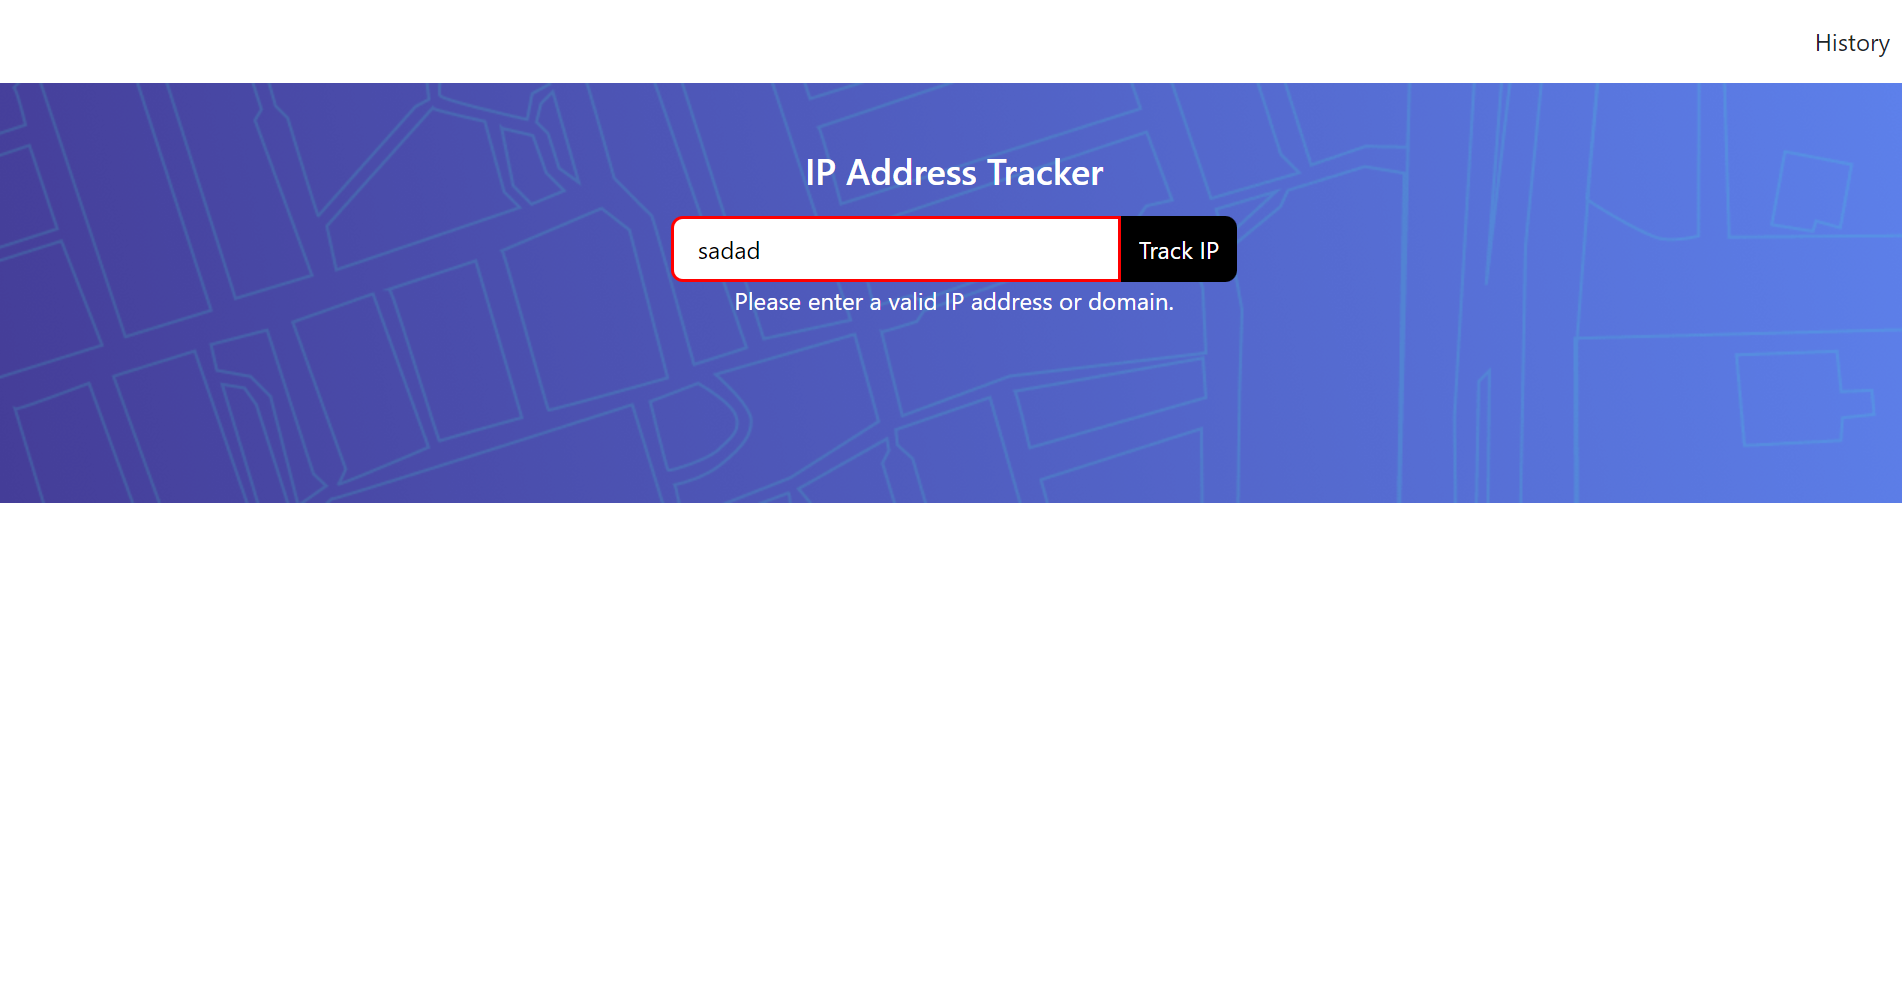 History
IP Address Tracker
sadad
Track IP
Please enter a valid IP address or domain.